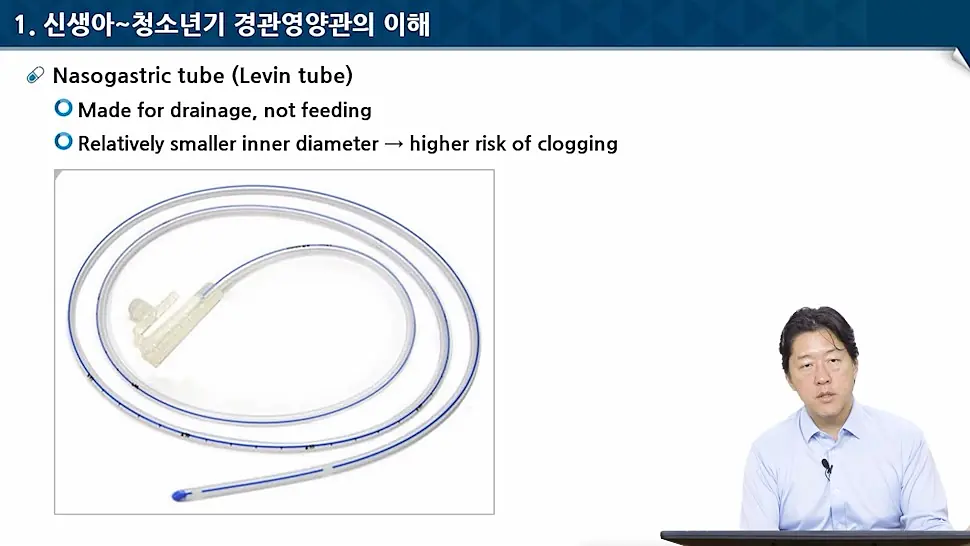 1. 신생아~청소년기 경관영양관의 이해
Nasogastric tube (Levin tube)
Made for drainage, not feeding
Relatively smaller inner diameter → higher risk of clogging